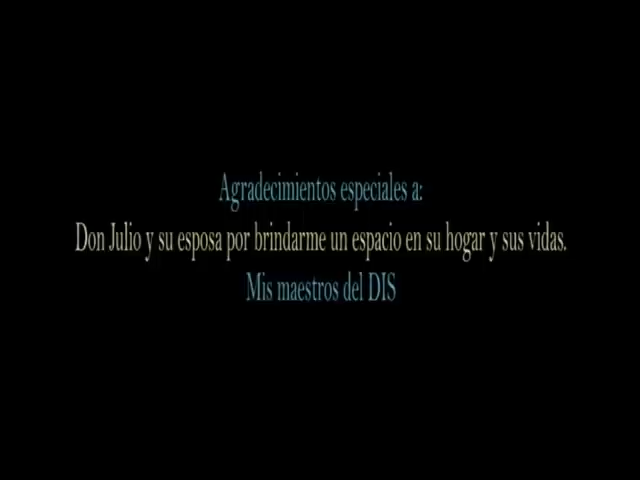 Agradecimientos especiales a:
Don Julio y su esposa por brindarme un espacio en su hogar y sus vidas.
Mis maestros del DIS